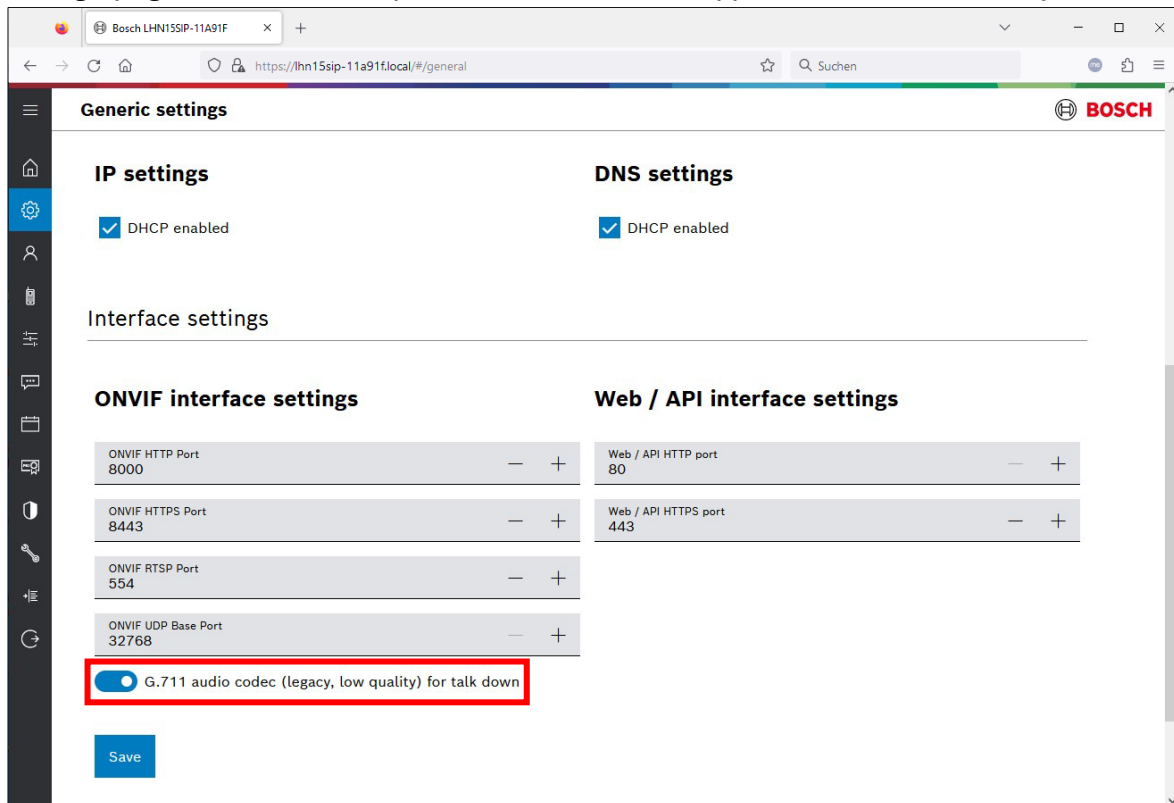 Bosch LHN15SIP-11A91F
https://lhn15sip-11a91f.local/#/general
Suchen
Generic settings
BOSCH
IP settings
DNS settings
DHCP enabled
DHCP enabled
Interface settings
ONVIF interface settings
Web / API interface settings
ONVIF HTTP Port
8000
Web / API HTTP port
80
ONVIF HTTPS Port
8443
Web / API HTTPS port
443
ONVIF RTSP Port
554
ONVIF UDP Base Port
32768
G.711 audio codec (legacy, low quality) for talk down
Save